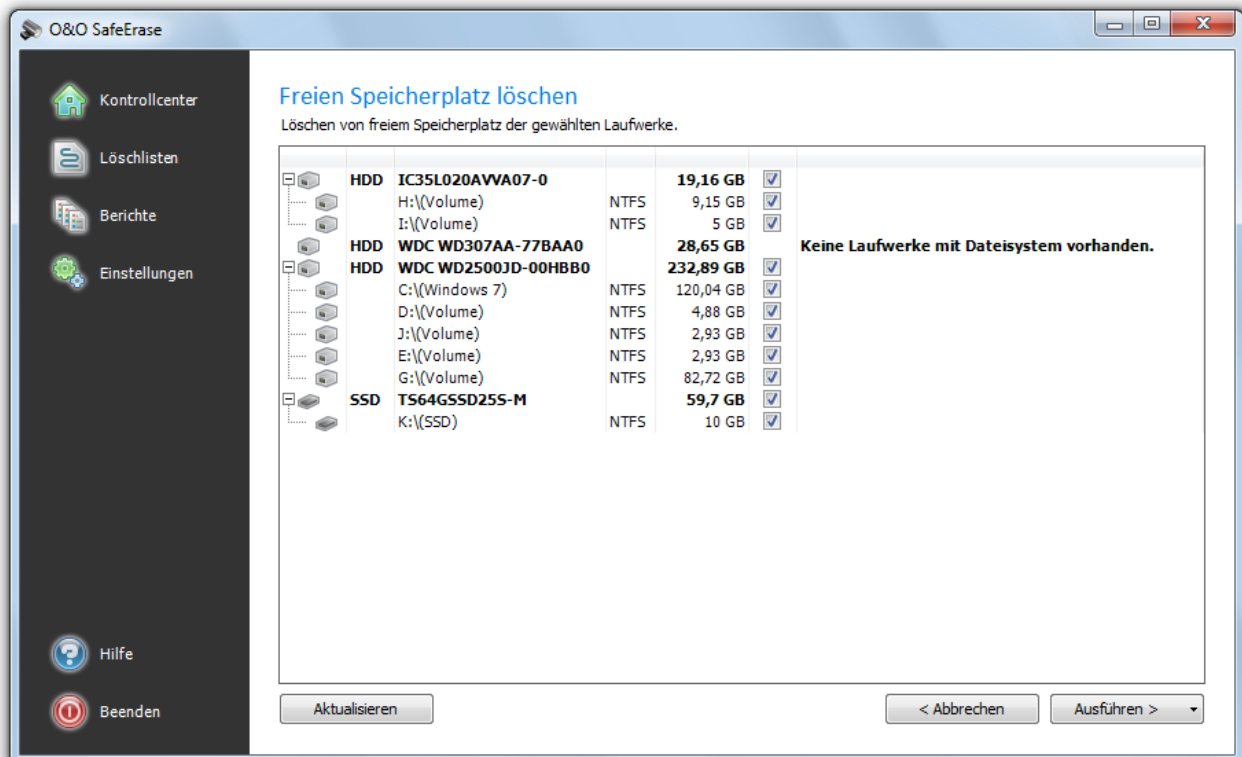 O&O SafeErase
Kontrollcenter
Löschlisten
Berichte
Einstellungen
Hilfe
Beenden
Freien Speicherplatz löschen
Löschen von freiem Speicherplatz der gewählten Laufwerke.
HDD IC35L020AVVA07-0 19,16 GB
H:\(Volume) NTFS 9,15 GB
I:\(Volume) NTFS 5 GB
HDD WDC WD307AA-77BAA0 28,65 GB Keine Laufwerke mit Dateisystem vorhanden.
HDD WDC WD2500JD-00HBB0 232,89 GB
C:\(Windows 7) NTFS 120,04 GB
D:\(Volume) NTFS 4,88 GB
J:\(Volume) NTFS 2,93 GB
E:\(Volume) NTFS 2,93 GB
G:\(Volume) NTFS 82,72 GB
SSD TS64GSSD25S-M 59,7 GB
K:\(SSD) NTFS 10 GB
Aktualisieren
< Abbrechen
Ausführen >